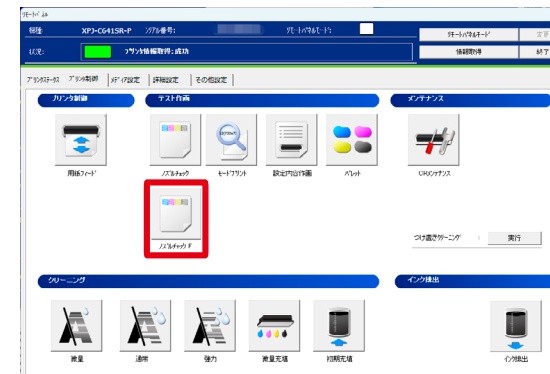 リモートパネル
機種: XPJ-C641SR-P シリアル番号: リモートパネルモード: リモートパネルモード
状況: プリンタ情報取得:成功 情報取得 終了
プリンタステータス プリンタ制御 メディア設定 詳細設定 その他設定
プリンタ制御 テスト作画 メンテナンス
用紙フィード ノズルチェック モードプリント 設定内容作画 パレット CRメンテナンス
ノズルチェック F
つけ置きクリーニング : 実行
クリーニング インク検出
微量 通常 強力 微量充填 初期充填 インク検出